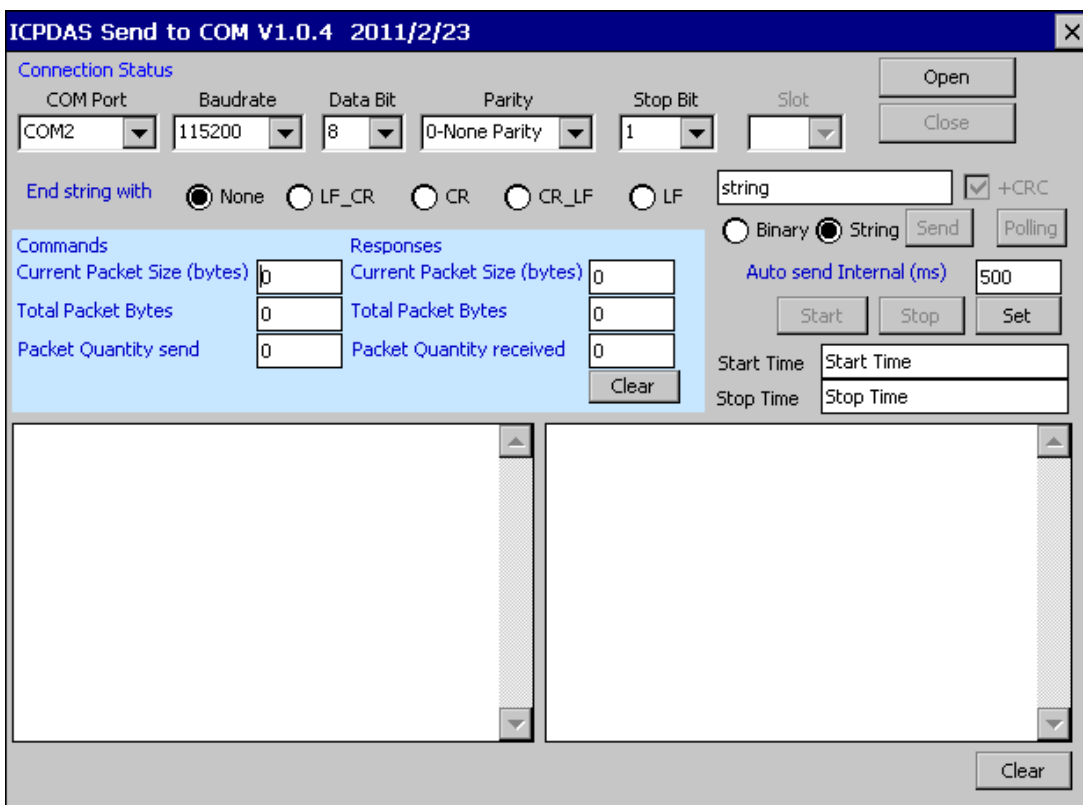 ICPDAS Send to COM V1.0.4 2011/2/23
Connection Status
COM Port Baudrate Data Bit Parity Stop Bit Slot
COM2 115200 8 0-None Parity 1
Open
Close
End string with None LF_CR CR CR_LF LF
string +CRC
Binary String Send Polling
Commands Responses
Current Packet Size (bytes) 0 Current Packet Size (bytes) 0
Total Packet Bytes 0 Total Packet Bytes 0
Packet Quantity send 0 Packet Quantity received 0
Clear
Auto send Internal (ms) 500
Start Stop Set
Start Time Start Time
Stop Time Stop Time
Clear